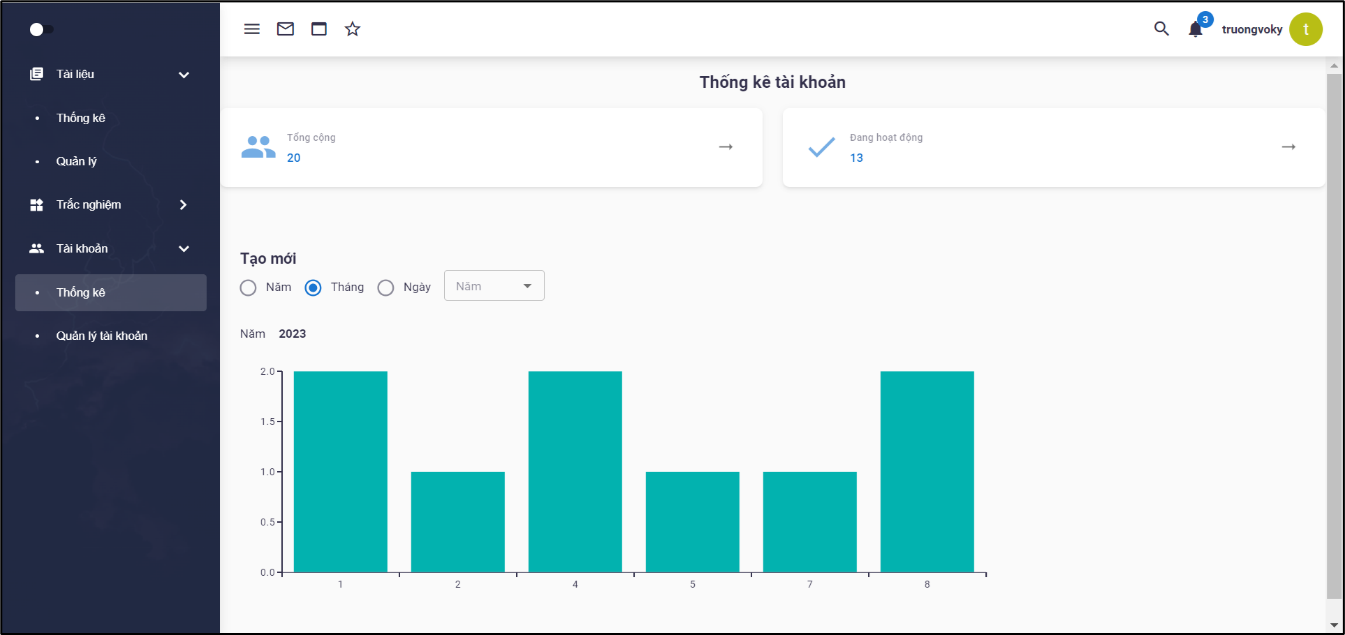 Tài liệu
Thống kê
Quản lý
Trắc nghiệm
Tài khoản
Thống kê
Quản lý tài khoản
3
truongvoky
t
Thống kê tài khoản
Tổng cộng
20
Đang hoạt động
13
Tạo mới
Năm Tháng Ngày Năm
Năm 2023
2.0
1.5
1.0
0.5
0.0
1 2 4 5 7 8